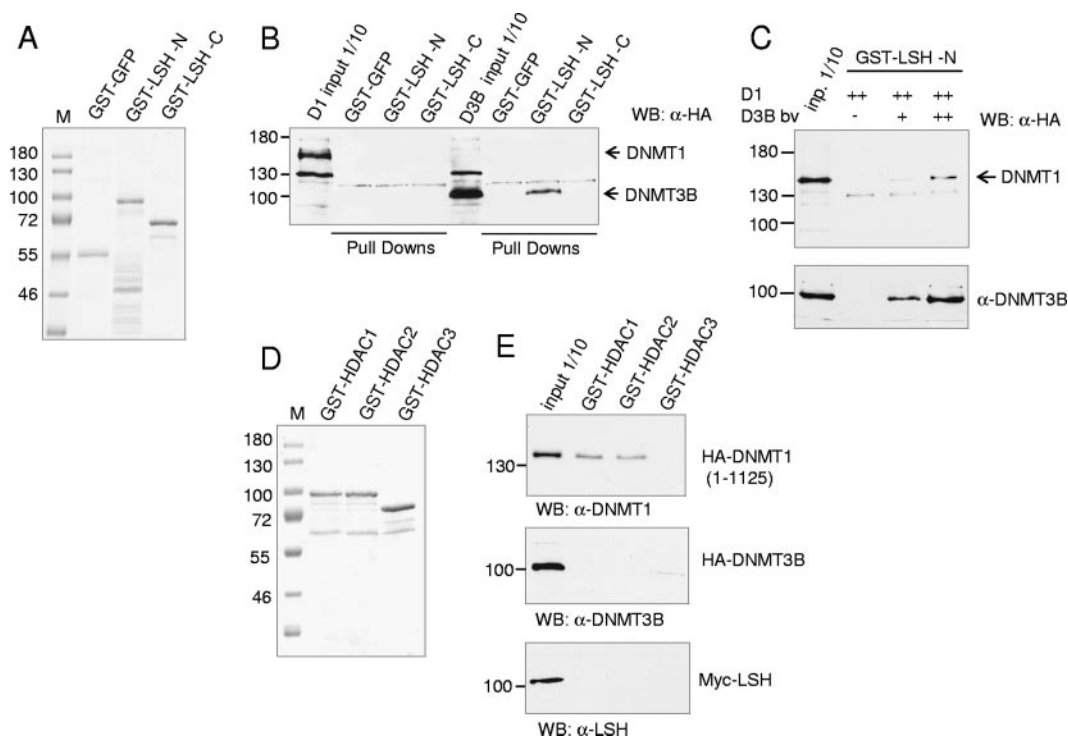 A
M
GST-GFP
GST-LSH -N
GST-LSH -C
180
130
100
72
55
46
B
D1 input 1/10
GST-GFP
GST-LSH -N
GST-LSH -C
D3B input 1/10
GST-GFP
GST-LSH -N
GST-LSH -C
WB: α-HA
180
130
100
DNMT1
DNMT3B
Pull Downs
Pull Downs
C
inp. 1/10
GST-LSH -N
D1 ++ ++ ++
D3B bv - + ++
WB: α-HA
180
130
100
DNMT1
100
α-DNMT3B
D
M
GST-HDAC1
GST-HDAC2
GST-HDAC3
180
130
100
72
55
46
E
input 1/10
GST-HDAC1
GST-HDAC2
GST-HDAC3
130
HA-DNMT1
(1-1125)
WB: α-DNMT1
100
HA-DNMT3B
WB: α-DNMT3B
100
Myc-LSH
WB: α-LSH